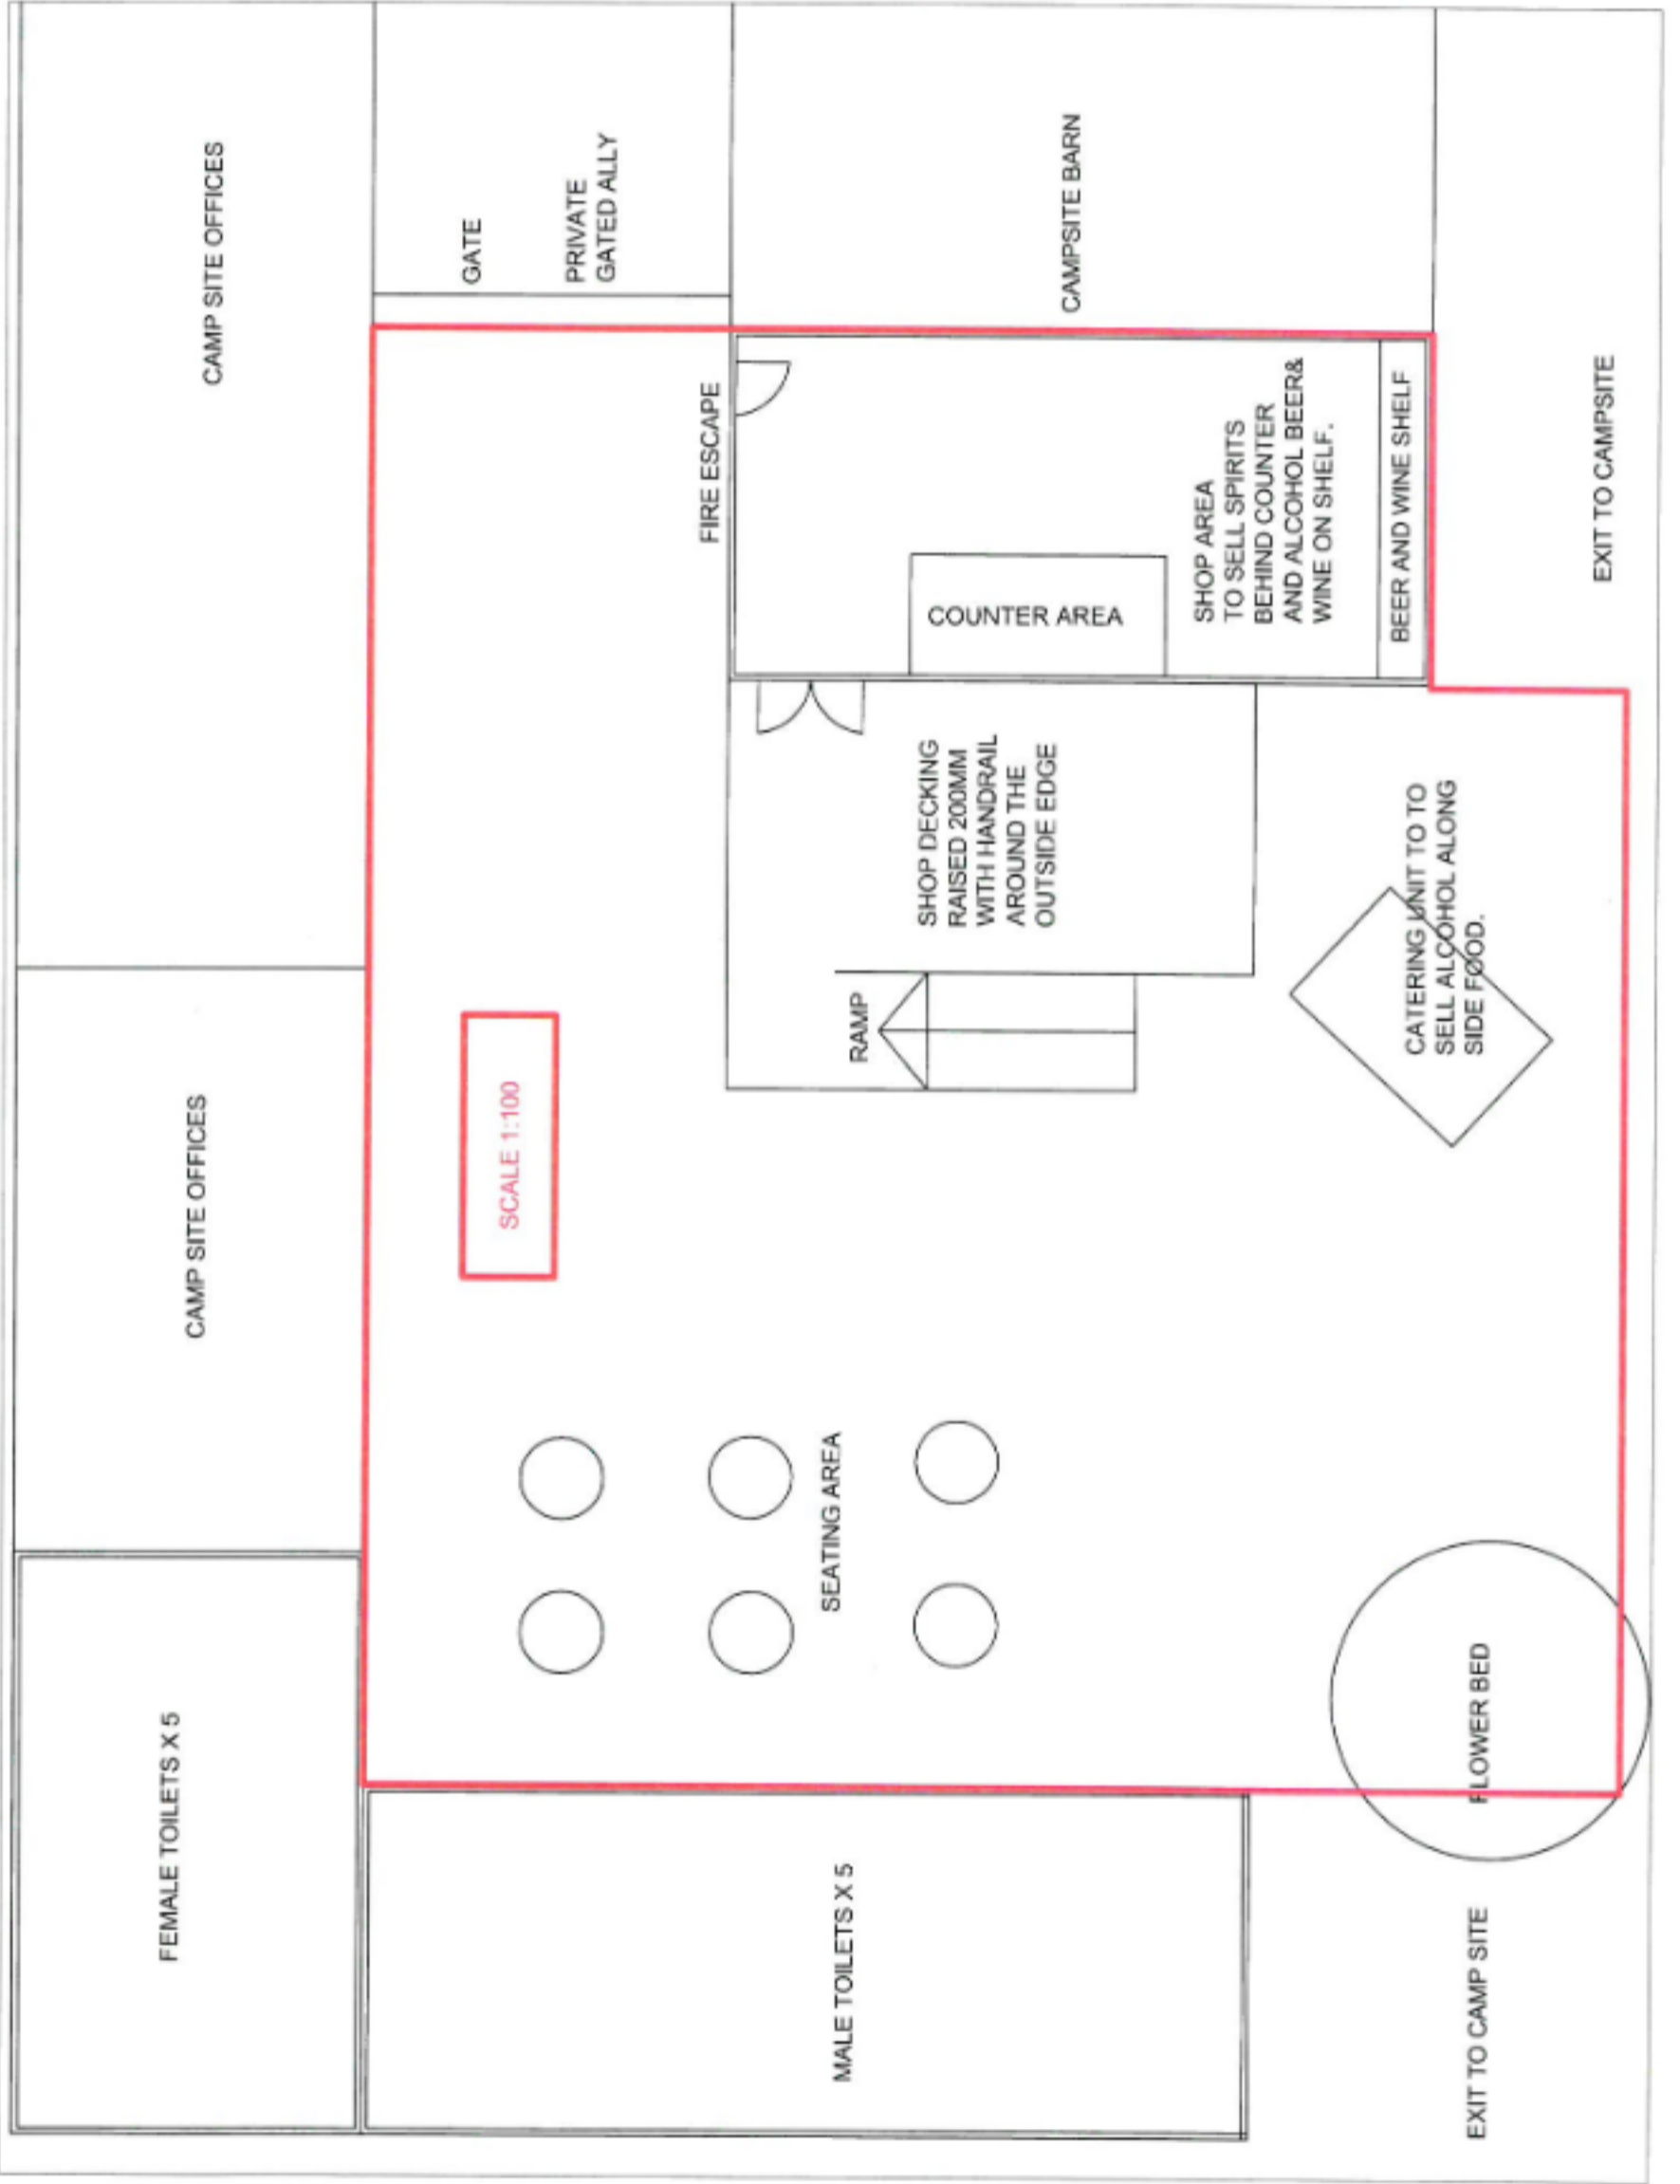 FEMALE TOILETS X 5
CAMP SITE OFFICES
CAMP SITE OFFICES
GATE
PRIVATE
GATED ALLY
SCALE 1:100
FIRE ESCAPE
MALE TOILETS X 5
SEATING AREA
RAMP
SHOP DECKING
RAISED 200MM
WITH HANDRAIL
AROUND THE
OUTSIDE EDGE
COUNTER AREA
CAMPSITE BARN
SHOP AREA
TO SELL SPIRITS
BEHIND COUNTER
AND ALCOHOL BEER&
WINE ON SHELF.
BEER AND WINE SHELF
CATERING UNIT TO TO
SELL ALCOHOL ALONG
SIDE FOOD.
FLOWER BED
EXIT TO CAMP SITE
EXIT TO CAMPSITE